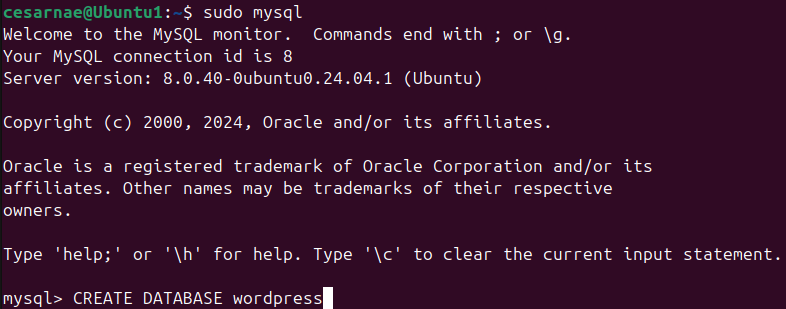 cesarnae@Ubuntu1:~$ sudo mysql
Welcome to the MySQL monitor.  Commands end with ; or \g.
Your MySQL connection id is 8
Server version: 8.0.40-0ubuntu0.24.04.1 (Ubuntu)
Copyright (c) 2000, 2024, Oracle and/or its affiliates.
Oracle is a registered trademark of Oracle Corporation and/or its
affiliates. Other names may be trademarks of their respective
owners.
Type 'help;' or '\h' for help. Type '\c' to clear the current input statement.
mysql> CREATE DATABASE wordpress